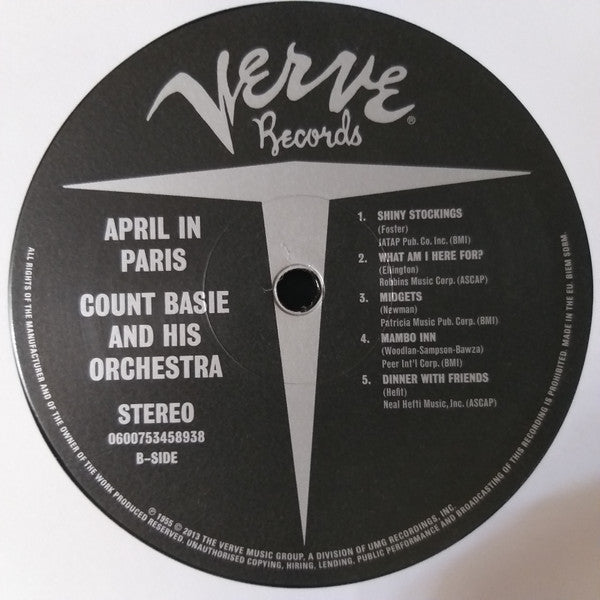 VERVE®
Records
APRIL IN
PARIS
COUNT BASIE
AND HIS
ORCHESTRA
STEREO
0600753458938
B-SIDE
1. SHINY STOCKINGS
(Foster)
JATAP Pub. Co. Inc. (BMI)
2. WHAT AM I HERE FOR?
(Ellington)
Robbins Music Corp. (ASCAP)
3. MIDGETS
(Newman)
Patricia Music Pub. Corp. (BMI)
4. MAMBO INN
(Woodlan-Sampson-Bawza)
Peer Int'l Corp. (BMI)
5. DINNER WITH FRIENDS
(Hefit)
Neal Hefti Music, Inc. (ASCAP)
ALL RIGHTS OF THE MANUFACTURER AND OF THE OWNER OF THE WORK PRODUCED RESERVED. UNAUTHORISED COPYING, HIRING, LENDING, PUBLIC PERFORMANCE AND BROADCASTING OF THIS RECORDING IS PROHIBITED. MADE IN THE EU. BIEM SDRM.
℗ 1955 © 2013 THE VERVE MUSIC GROUP, A DIVISION OF UMG RECORDINGS, INC.